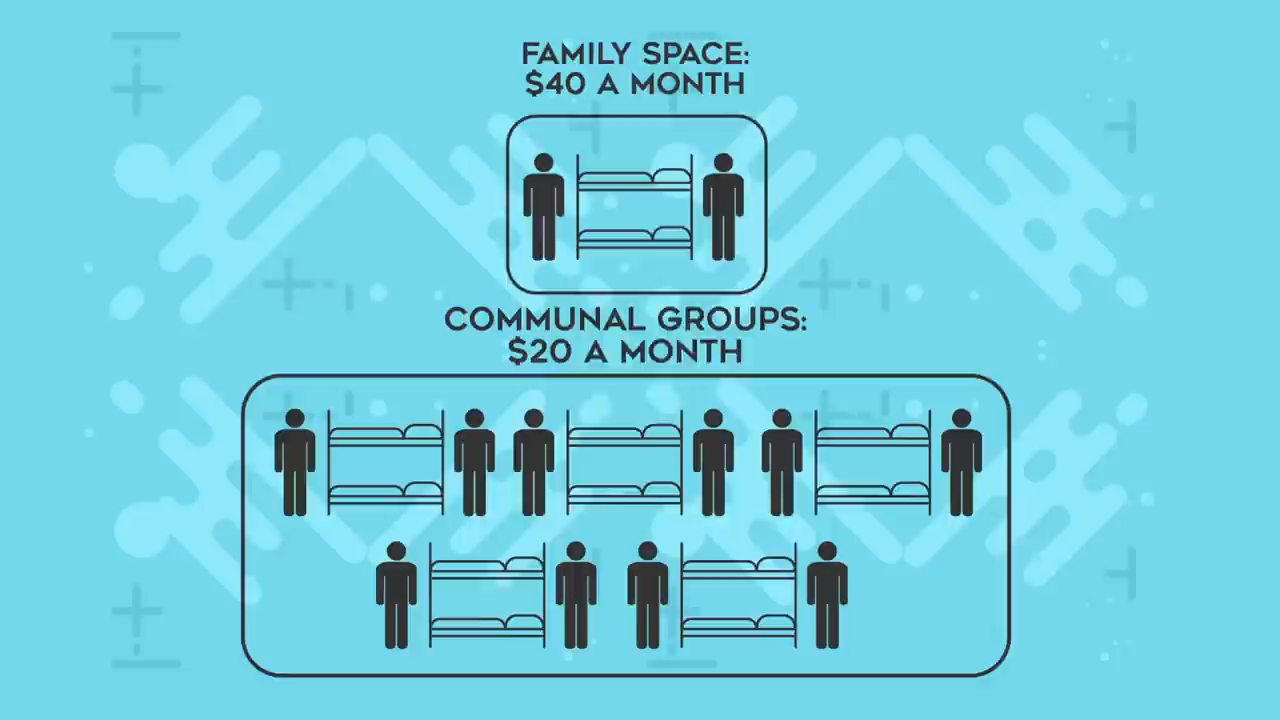 FAMILY SPACE:
$40 A MONTH
COMMUNAL GROUPS:
$20 A MONTH